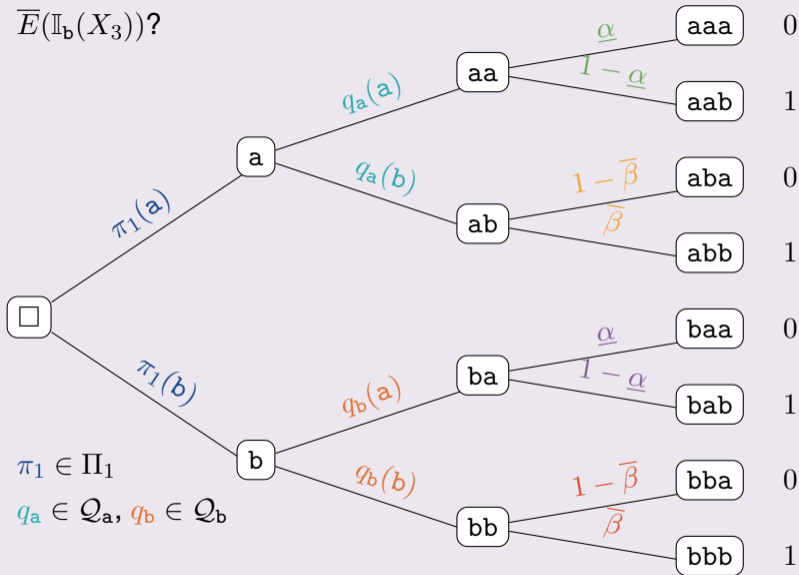 E̅(𝕀_b(X_3))?
α̲
aaa 0
aa
1 − α̲
q_a(a)
aab 1
a
q_a(b)
1 − β̅
aba 0
π_1(a)
ab
β̅
abb 1
□
α̲
baa 0
π_1(b)
ba
1 − α̲
q_b(a)
bab 1
b
π_1 ∈ Π_1
q_b(b)
1 − β̅
bba 0
q_a ∈ 𝒬_a, q_b ∈ 𝒬_b
bb
β̅
bbb 1